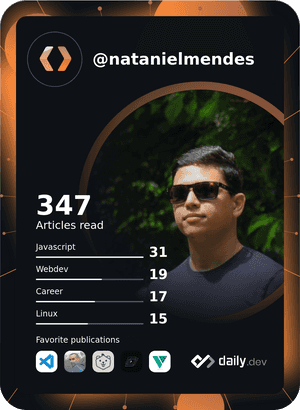 @natanielmendes
347
Articles read
Javascript 31
Webdev 19
Career 17
Linux 15
Favorite publications
daily.dev